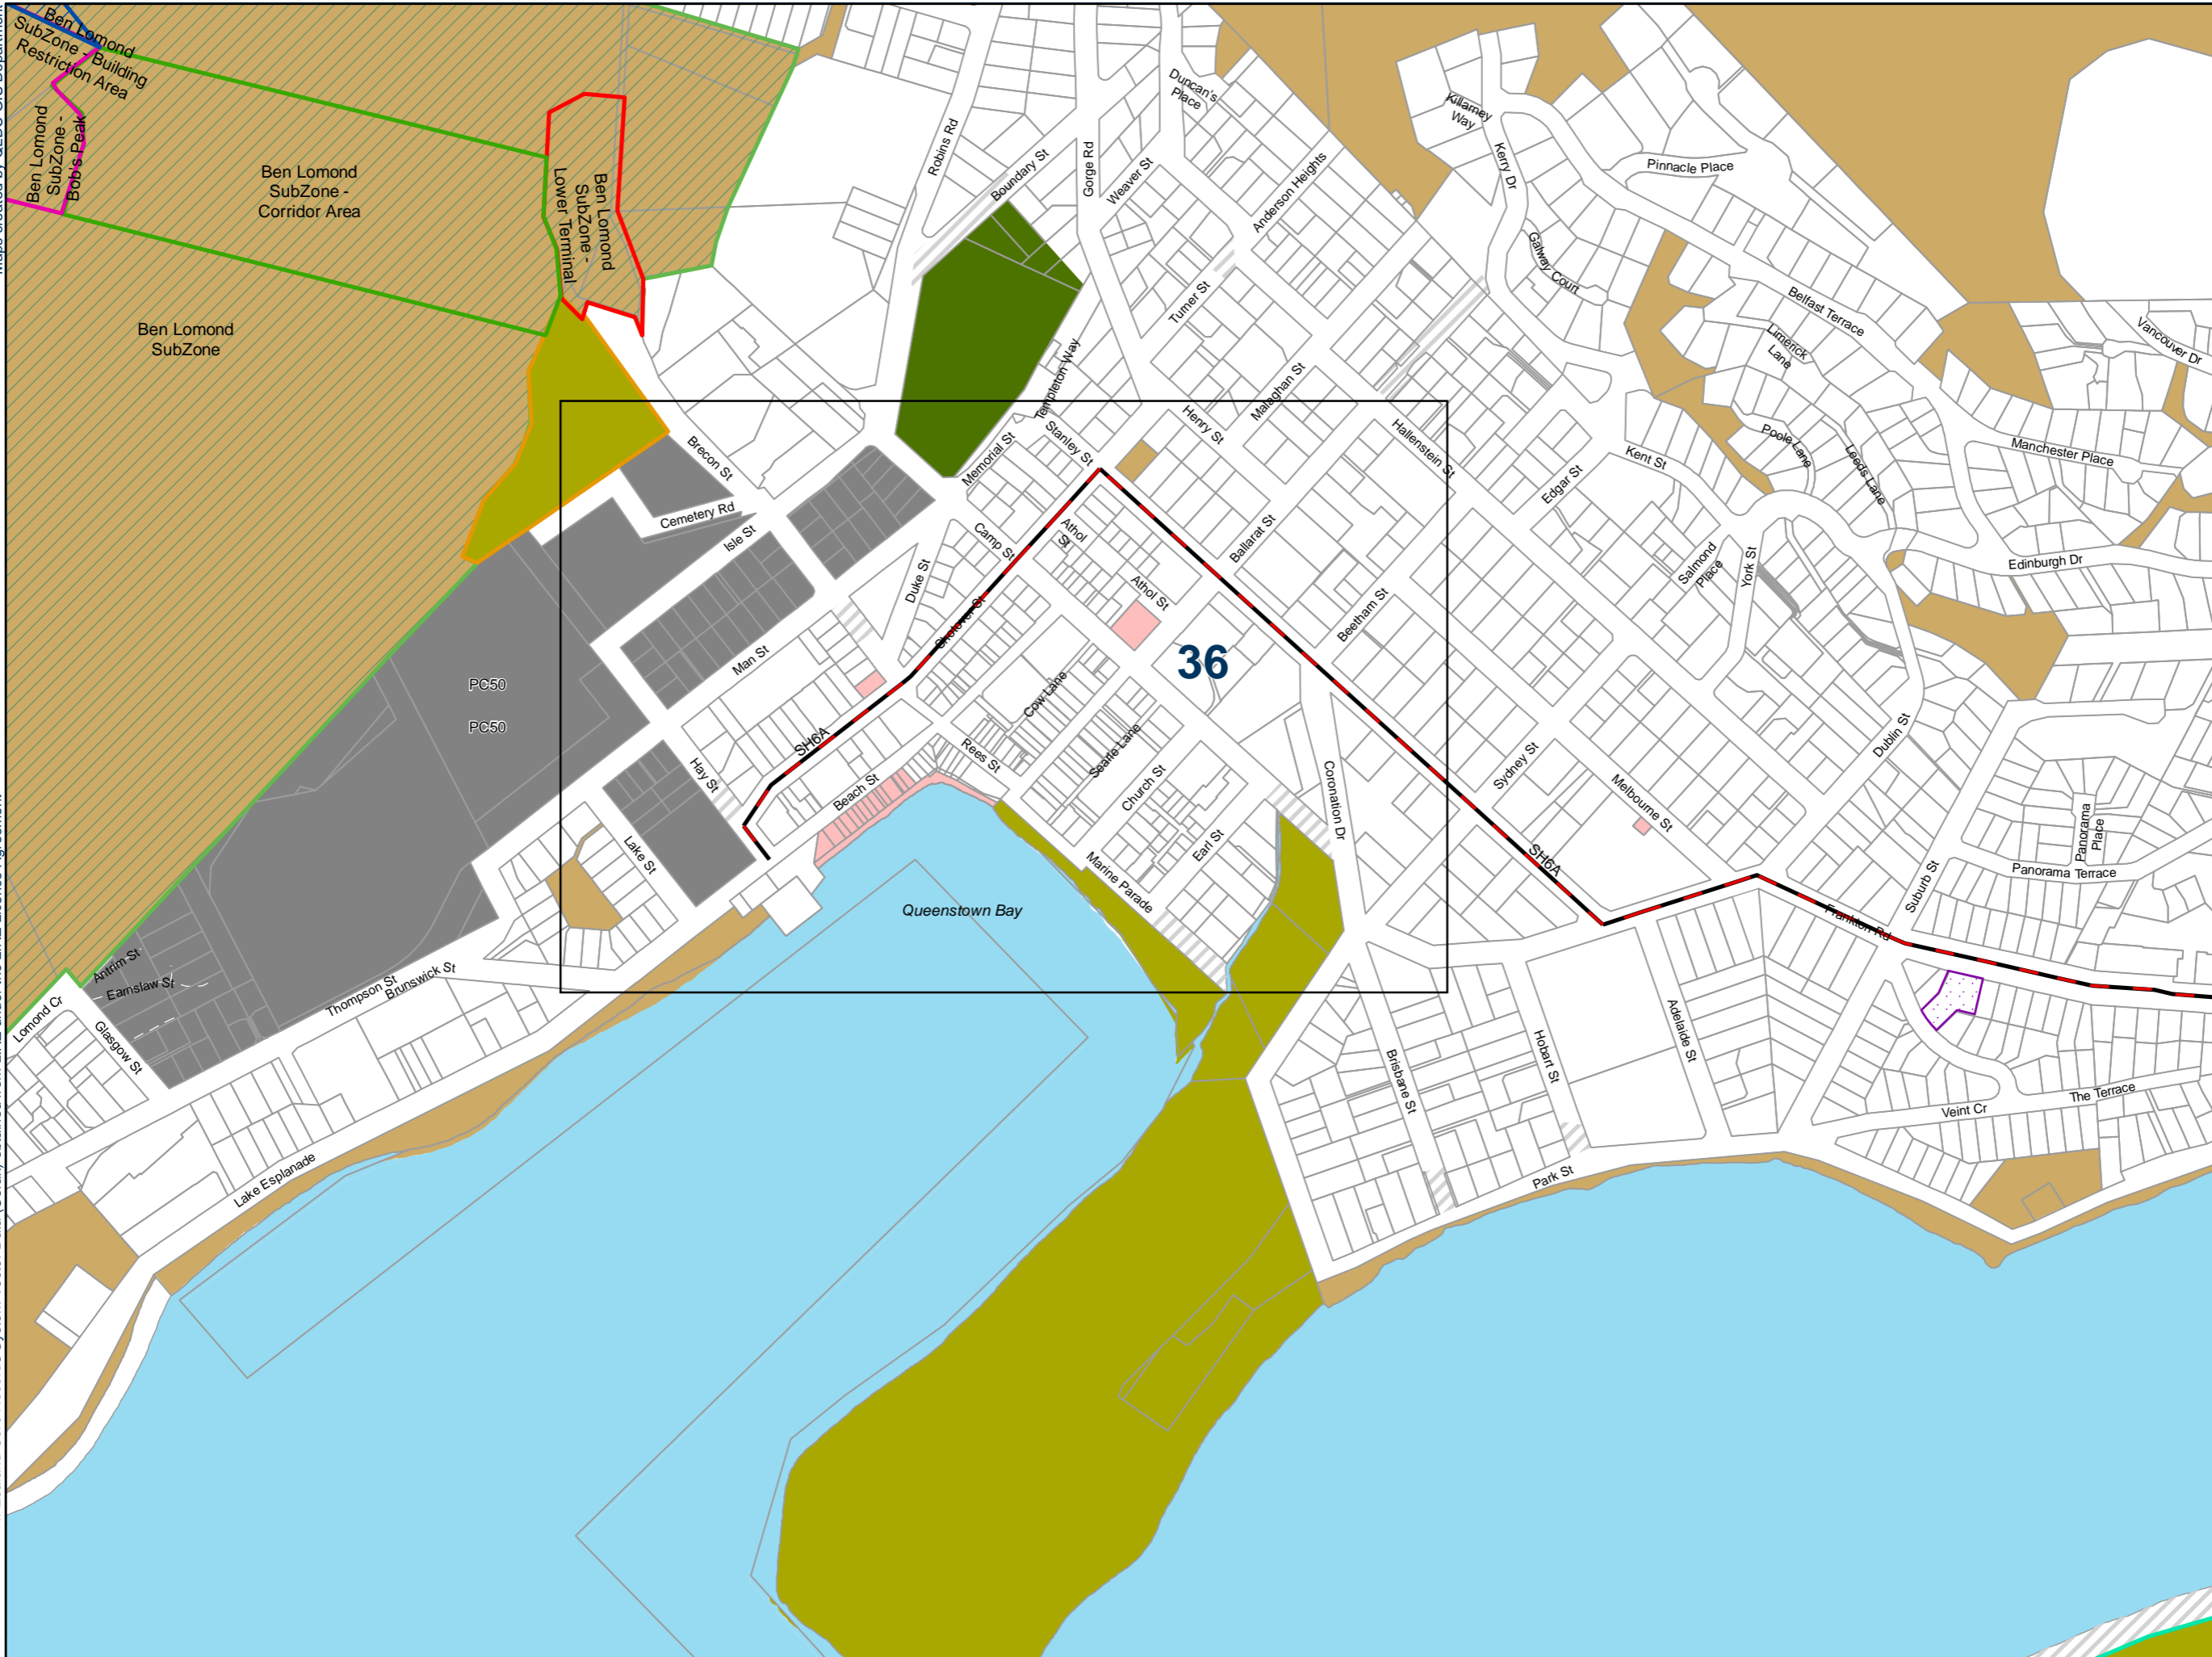 Ben Lomond
SubZone - Building
Restriction Area
Ben Lomond
SubZone -
Bob's Peak
Ben Lomond
SubZone -
Corridor Area
Ben Lomond
SubZone -
Lower Terminal
Ben Lomond
SubZone
Robins Rd
Boundary St
Gorge Rd
Duncan's
Place
Weaver St
Anderson Heights
Turner St
Templeton Way
Malaghan St
Henry St
Hallenstein St
Killarney
Way
Kerry Dr
Pinnacle Place
Galway Court
Belfast Terrace
Limerick
Lane
Vancouver Dr
Poole Lane
Leeds Lane
Manchester Place
Kent St
Edgar St
Edinburgh Dr
Salmond
Place
York St
Brecon St
Memorial St
Stanley St
Cemetery Rd
Isle St
Camp St
Athol
St
Athol St
Ballarat St
Beetham St
Duke St
Shotover St
Man St
36
PC50
PC50
Cow Lane
Searle Lane
SH6A
Hay St
Beach St
Rees St
Church St
Coronation Dr
Sydney St
Melbourne St
Dublin St
Lake St
Earl St
Marine Parade
SH6A
Suburb St
Panorama
Place
Panorama Terrace
Frankton Rd
Queenstown Bay
Antrim St
Earnslaw St
Thompson St
Brunswick St
Lomond Cr
Glasgow St
Brisbane St
Hobart St
Adelaide St
Veint Cr
The Terrace
Park St
Lake Esplanade